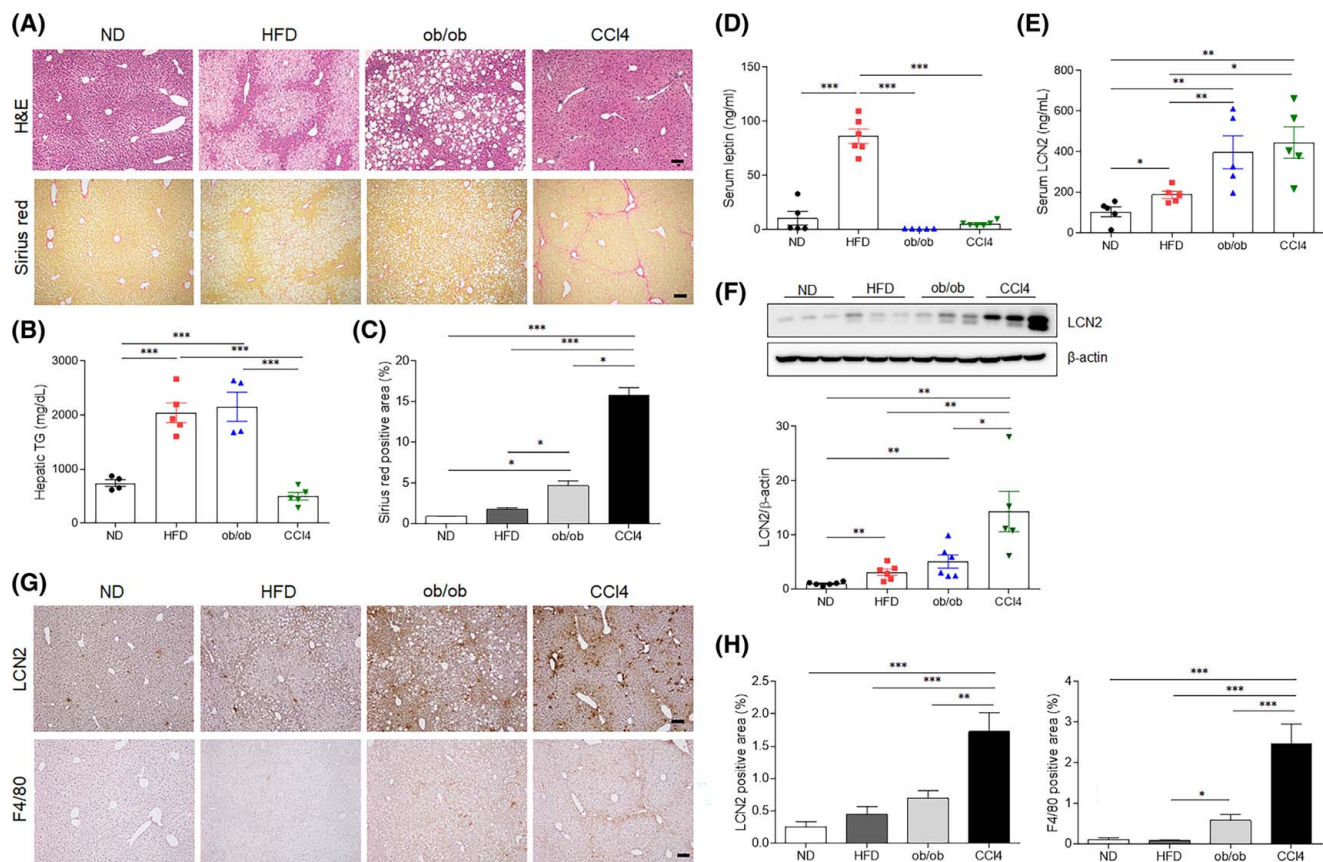 (A)
ND HFD ob/ob CCl4
H&E
Sirius red
(B)
*** *** *** ***
Hepatic TG (mg/dL)
3000
2000
1000
0
ND HFD ob/ob CCl4
(C)
***
***
*
*
*
Sirius red positive area (%)
20
15
10
5
0
ND HFD ob/ob CCl4
(D)
***
*** ***
Serum leptin (ng/ml)
150
100
50
0
ND HFD ob/ob CCl4
(E)
**
*
**
**
*
Serum LCN2 (ng/mL)
800
600
400
200
0
ND HFD ob/ob CCl4
(F)
ND HFD ob/ob CCl4
LCN2
β-actin
**
**
*
**
**
LCN2/β-actin
30
20
10
0
ND HFD ob/ob CCl4
(G)
ND HFD ob/ob CCl4
LCN2
F4/80
(H)
***
***
**
LCN2 positive area (%)
2.5
2.0
1.5
1.0
0.5
0.0
ND HFD ob/ob CCl4
***
***
***
*
F4/80 positive area (%)
4
3
2
1
0
ND HFD ob/ob CCl4